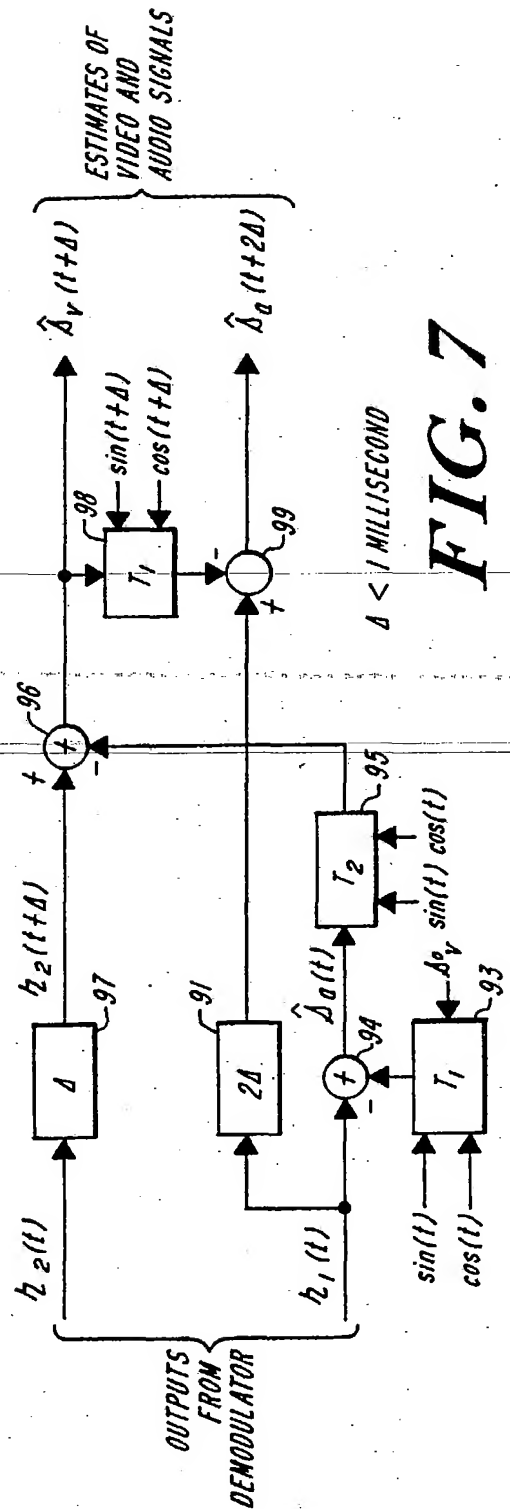 OUTPUTS
FROM
DEMODULATOR
r₂(t)
r₁(t)
Δ
97
r₂(t+Δ)
2Δ
91
+
-
94
sin(t)
cos(t)
T₁
93
ŝₐ(t)
T₂
95
sin(t) cos(t)
+
+
-
96
T₁
98
sin(t+Δ)
cos(t+Δ)
-
+
99
ŝᵥ(t+Δ)
ŝₐ(t+2Δ)
ESTIMATES OF
VIDEO AND
AUDIO SIGNALS
Δ < 1 MILLISECOND
FIG. 7